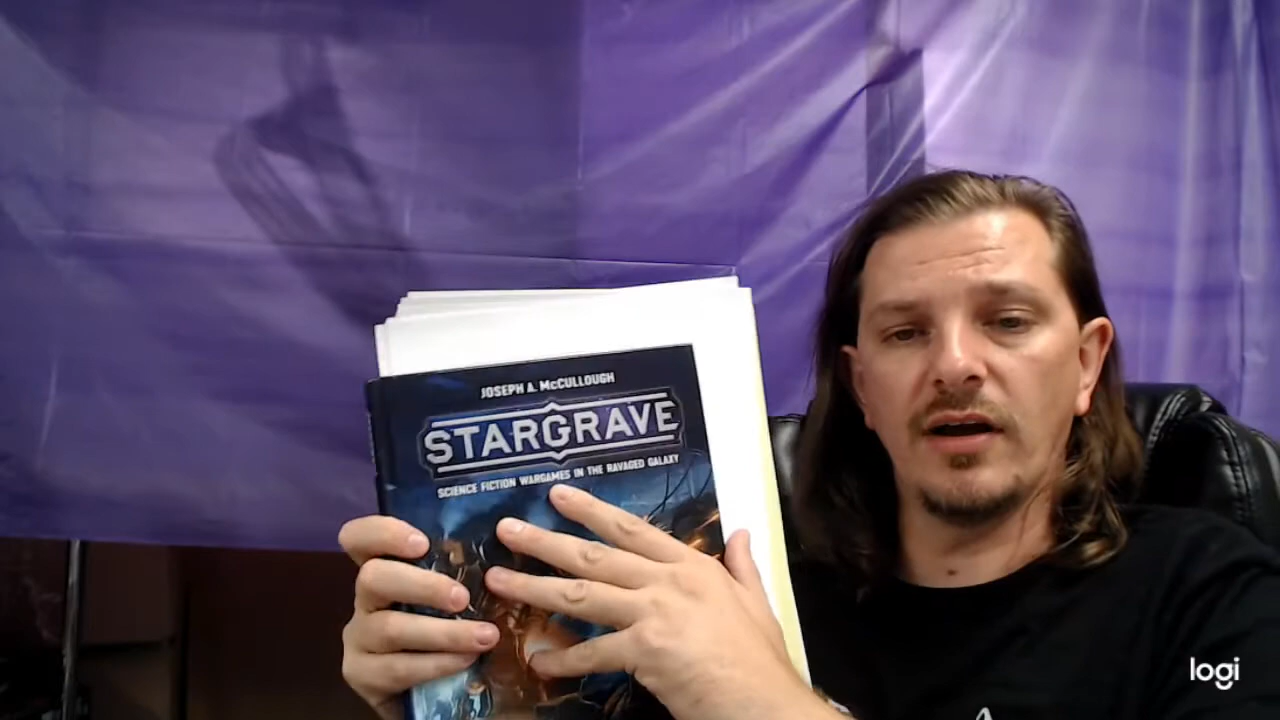 JOSEPH A. McCULLOUGH
STARGRAVE
SCIENCE FICTION WARGAMES IN THE RAVAGED GALAXY
logi